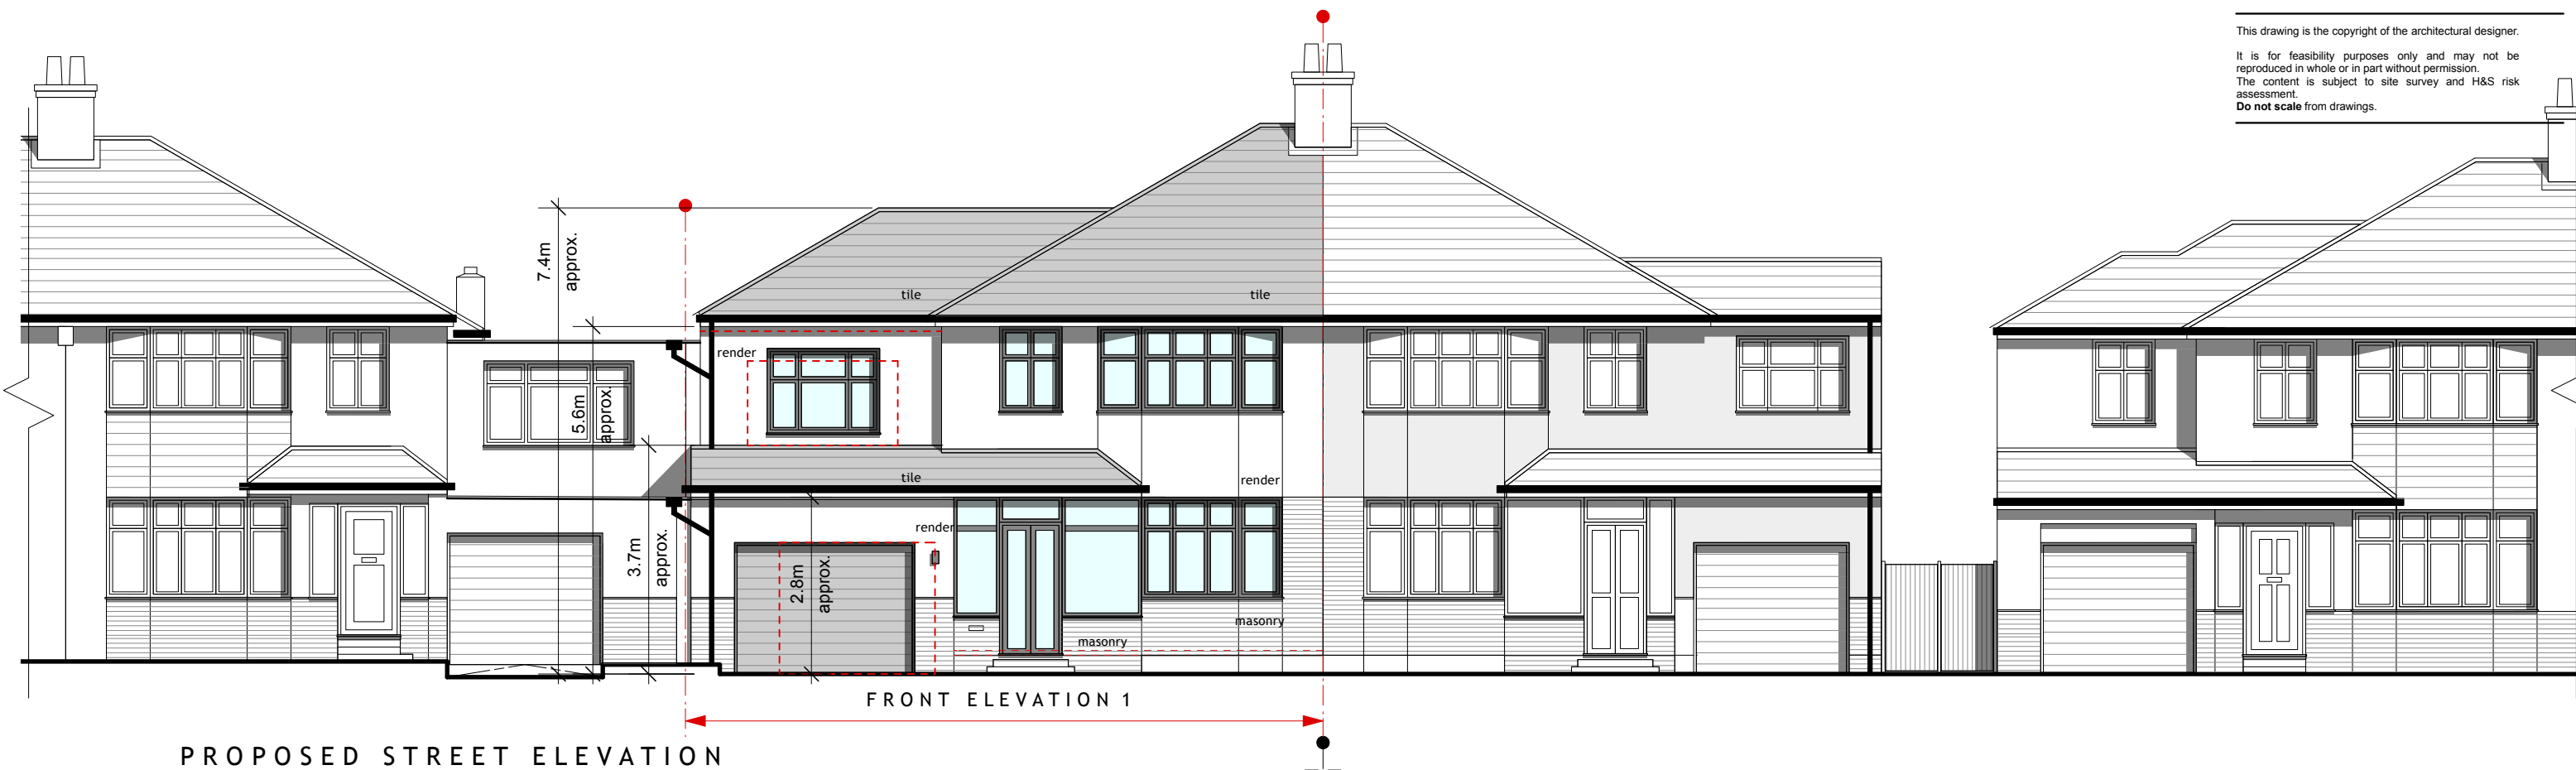 This drawing is the copyright of the architectural designer.
It is for feasibility purposes only and may not be
reproduced in whole or in part without permission.
The content is subject to site survey and H&S risk
assessment.
Do not scale from drawings.
7.4m
approx.
tile
tile
render
5.6m
approx.
tile
render
render
3.7m
approx.
2.8m
approx.
masonry
masonry
FRONT ELEVATION 1
PROPOSED STREET ELEVATION